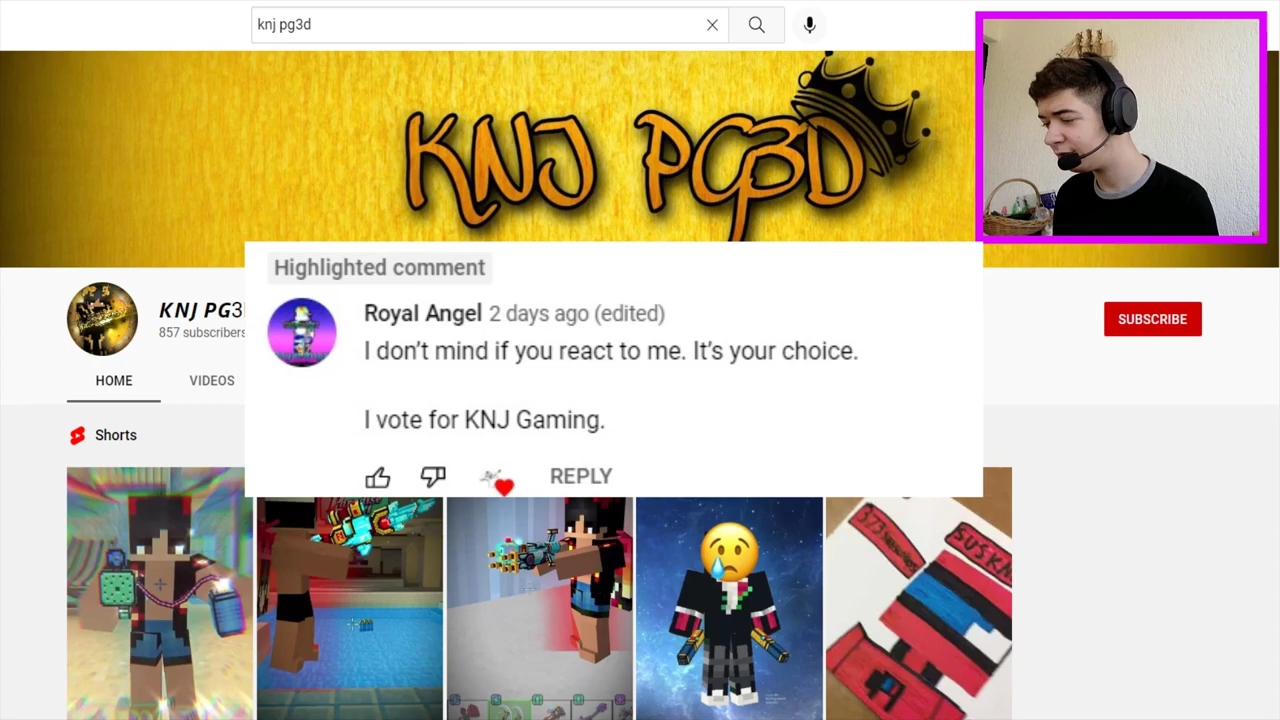 knj pg3d
KNJ PG3D
Highlighted comment
Royal Angel 2 days ago (edited)
I don't mind if you react to me. It's your choice.
I vote for KNJ Gaming.
REPLY
KNJ PG3
857 subscribers
SUBSCRIBE
HOME VIDEOS
Shorts